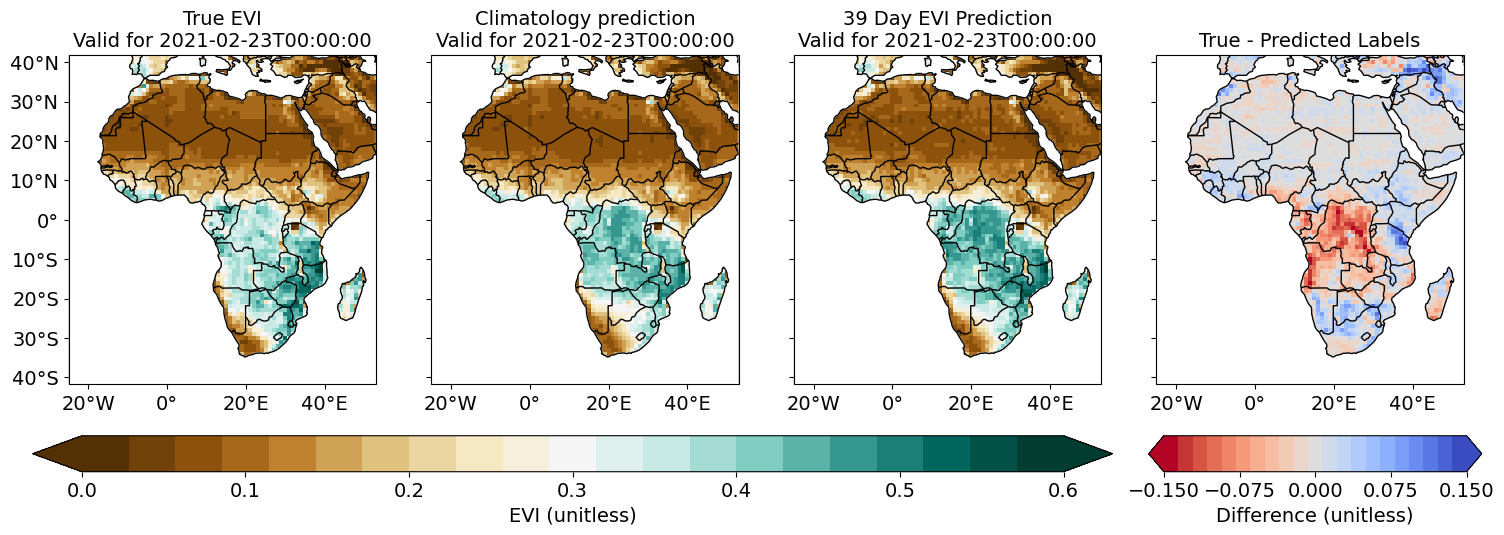 True EVI
Valid for 2021-02-23T00:00:00
Climatology prediction
Valid for 2021-02-23T00:00:00
39 Day EVI Prediction
Valid for 2021-02-23T00:00:00
True - Predicted Labels
40°N
30°N
20°N
10°N
0°
10°S
20°S
30°S
40°S
20°W 0° 20°E 40°E
20°W 0° 20°E 40°E
20°W 0° 20°E 40°E
20°W 0° 20°E 40°E
0.0 0.1 0.2 0.3 0.4 0.5 0.6
EVI (unitless)
−0.150 −0.075 0.000 0.075 0.150
Difference (unitless)